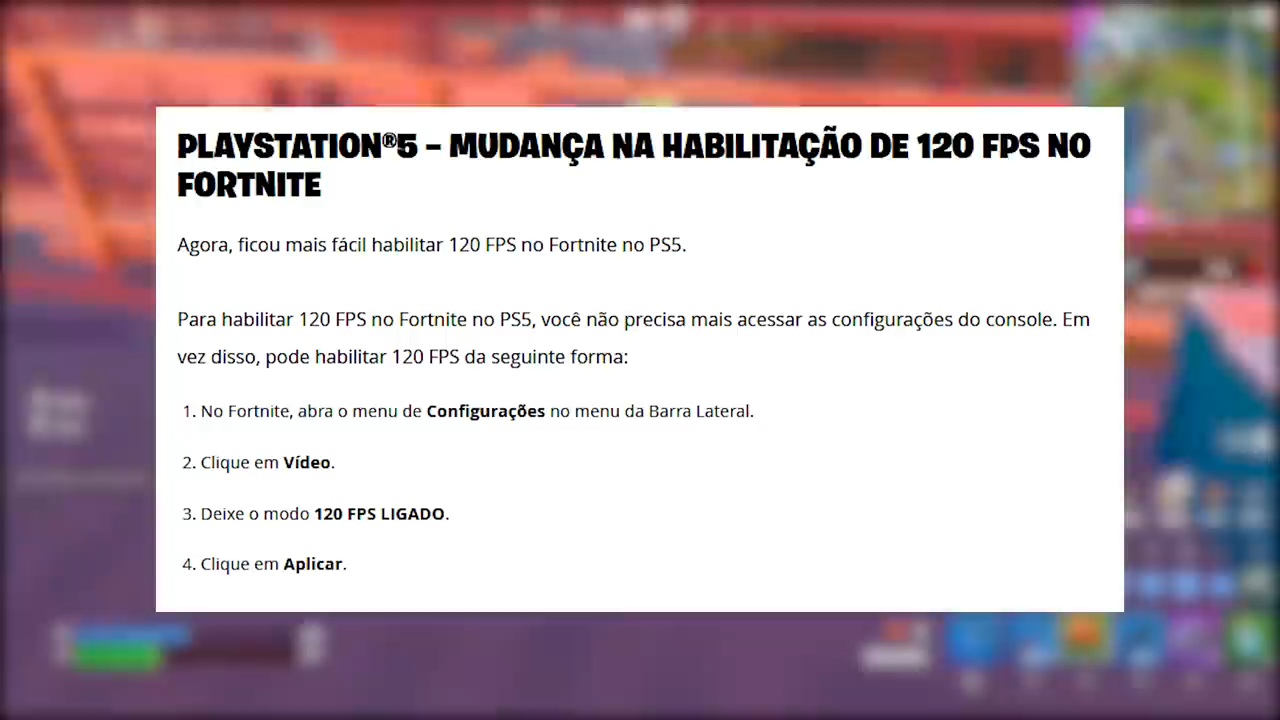 PLAYSTATION®5 – MUDANÇA NA HABILITAÇÃO DE 120 FPS NO
FORTNITE
Agora, ficou mais fácil habilitar 120 FPS no Fortnite no PS5.
Para habilitar 120 FPS no Fortnite no PS5, você não precisa mais acessar as configurações do console. Em
vez disso, pode habilitar 120 FPS da seguinte forma:
1. No Fortnite, abra o menu de Configurações no menu da Barra Lateral.
2. Clique em Vídeo.
3. Deixe o modo 120 FPS LIGADO.
4. Clique em Aplicar.